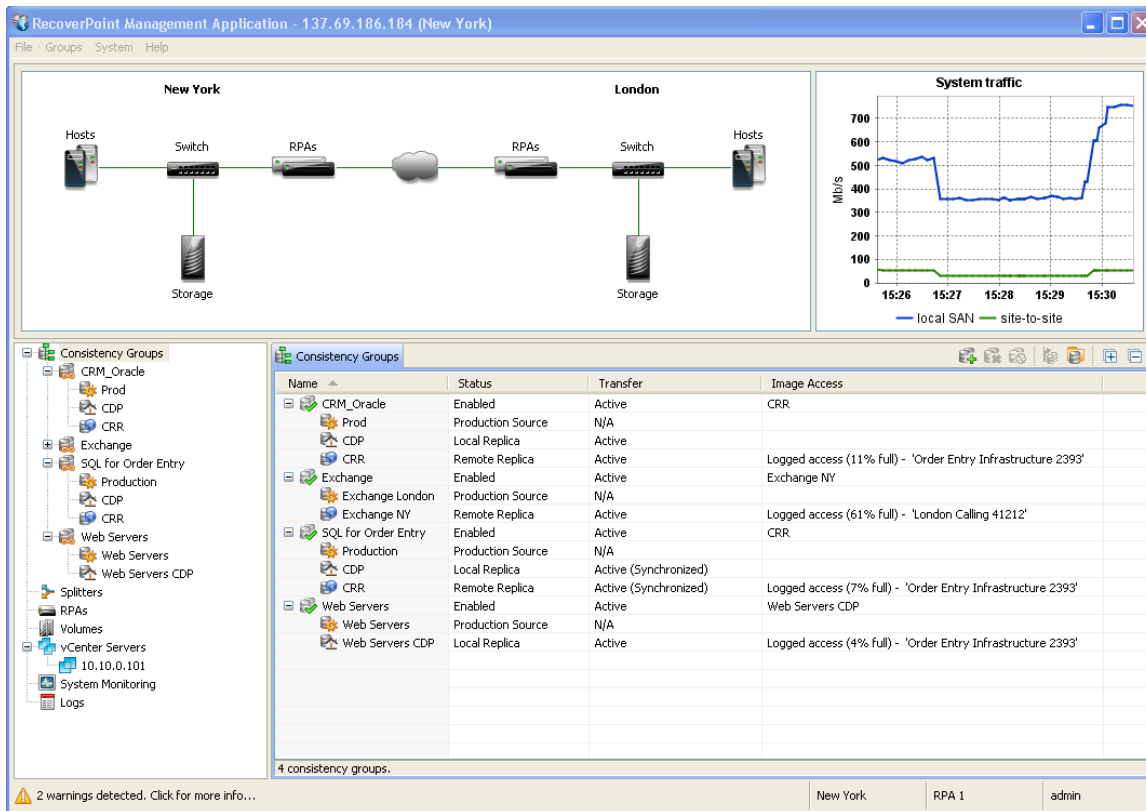 RecoverPoint Management Application - 137.69.186.184 (New York)
File Groups System Help
New York London
Hosts Switch RPAs RPAs Switch Hosts
Storage Storage
System traffic
Mb/s
700
600
500
400
300
200
100
0
15:26 15:27 15:28 15:29 15:30
local SAN site-to-site
Consistency Groups
CRM_Oracle
Prod
CDP
CRR
Exchange
SQL for Order Entry
Production
CDP
CRR
Web Servers
Web Servers
Web Servers CDP
Splitters
RPAs
Volumes
vCenter Servers
10.10.0.101
System Monitoring
Logs
Consistency Groups
Name Status Transfer Image Access
CRM_Oracle Enabled Active CRR
Prod Production Source N/A
CDP Local Replica Active
CRR Remote Replica Active Logged access (11% full) - 'Order Entry Infrastructure 2393'
Exchange Enabled Active Exchange NY
Exchange London Production Source N/A
Exchange NY Remote Replica Active Logged access (61% full) - 'London Calling 41212'
SQL for Order Entry Enabled Active CRR
Production Production Source N/A
CDP Local Replica Active (Synchronized)
CRR Remote Replica Active (Synchronized) Logged access (7% full) - 'Order Entry Infrastructure 2393'
Web Servers Enabled Active Web Servers CDP
Web Servers Production Source N/A
Web Servers CDP Local Replica Active Logged access (4% full) - 'Order Entry Infrastructure 2393'
4 consistency groups.
2 warnings detected. Click for more info... New York RPA 1 admin